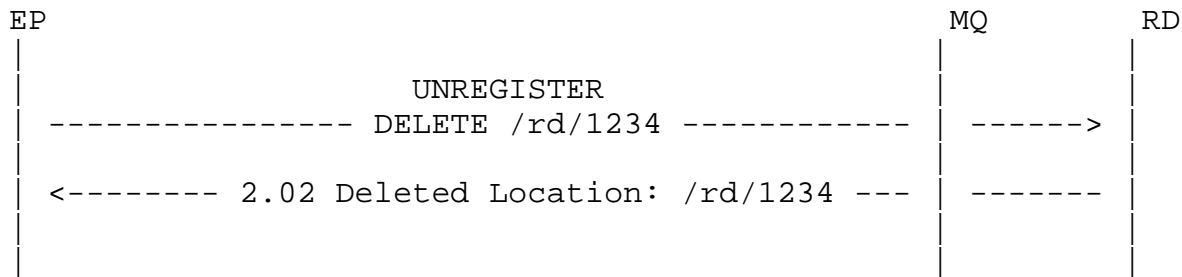 EP MQ RD
UNREGISTER
---------------- DELETE /rd/1234 ------------ ------>
<-------- 2.02 Deleted Location: /rd/1234 --- -------